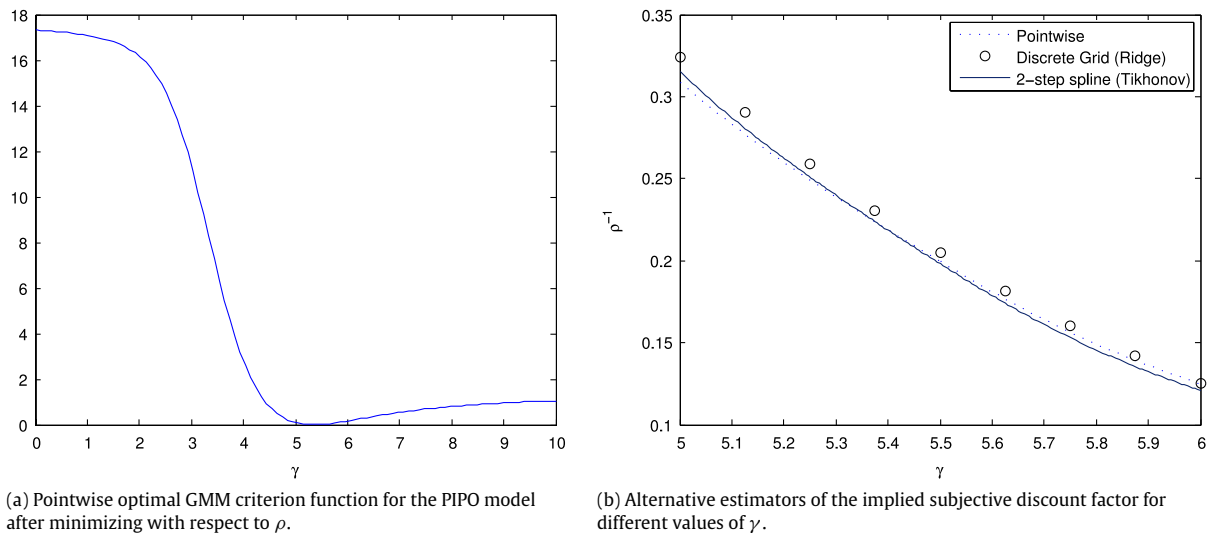 18
16
14
12
10
8
6
4
2
0
0 1 2 3 4 5 6 7 8 9 10
γ
(a) Pointwise optimal GMM criterion function for the PIPO model
after minimizing with respect to ρ.
0.35
0.3
0.25
0.2
0.15
0.1
ρ⁻¹
Pointwise
Discrete Grid (Ridge)
2−step spline (Tikhonov)
5 5.1 5.2 5.3 5.4 5.5 5.6 5.7 5.8 5.9 6
γ
(b) Alternative estimators of the implied subjective discount factor for
different values of γ.